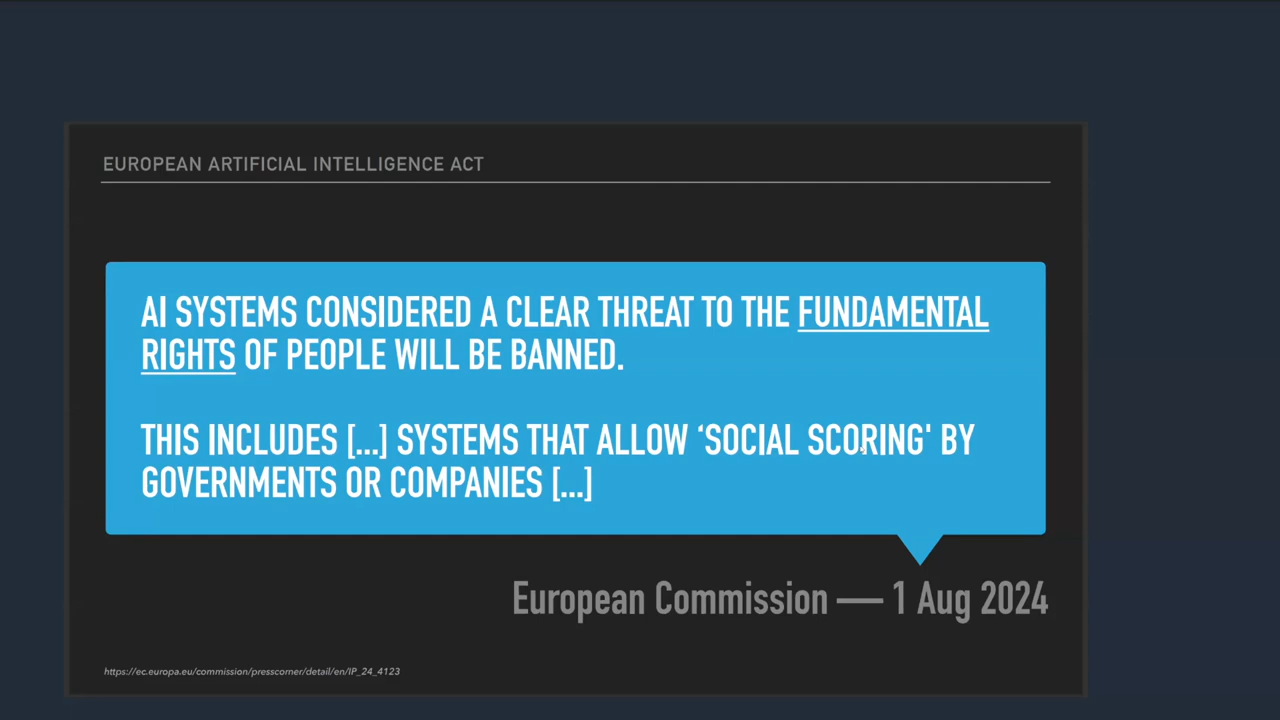 EUROPEAN ARTIFICIAL INTELLIGENCE ACT
AI SYSTEMS CONSIDERED A CLEAR THREAT TO THE FUNDAMENTAL
RIGHTS OF PEOPLE WILL BE BANNED.
THIS INCLUDES [...] SYSTEMS THAT ALLOW ‘SOCIAL SCORING' BY
GOVERNMENTS OR COMPANIES [...]
European Commission — 1 Aug 2024
https://ec.europa.eu/commission/presscorner/detail/en/IP_24_4123